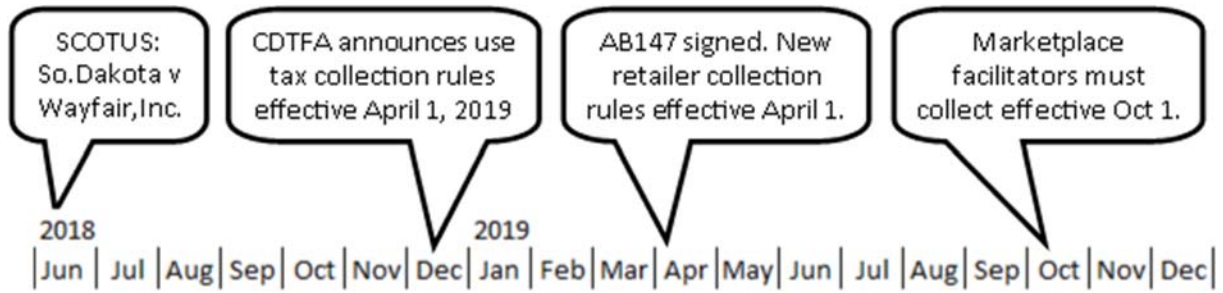 SCOTUS:
So.Dakota v
Wayfair,Inc.
CDTFA announces use
tax collection rules
effective April 1, 2019
AB147 signed. New
retailer collection
rules effective April 1.
Marketplace
facilitators must
collect effective Oct 1.
2018 2019
Jun Jul Aug Sep Oct Nov Dec Jan Feb Mar Apr May Jun Jul Aug Sep Oct Nov Dec